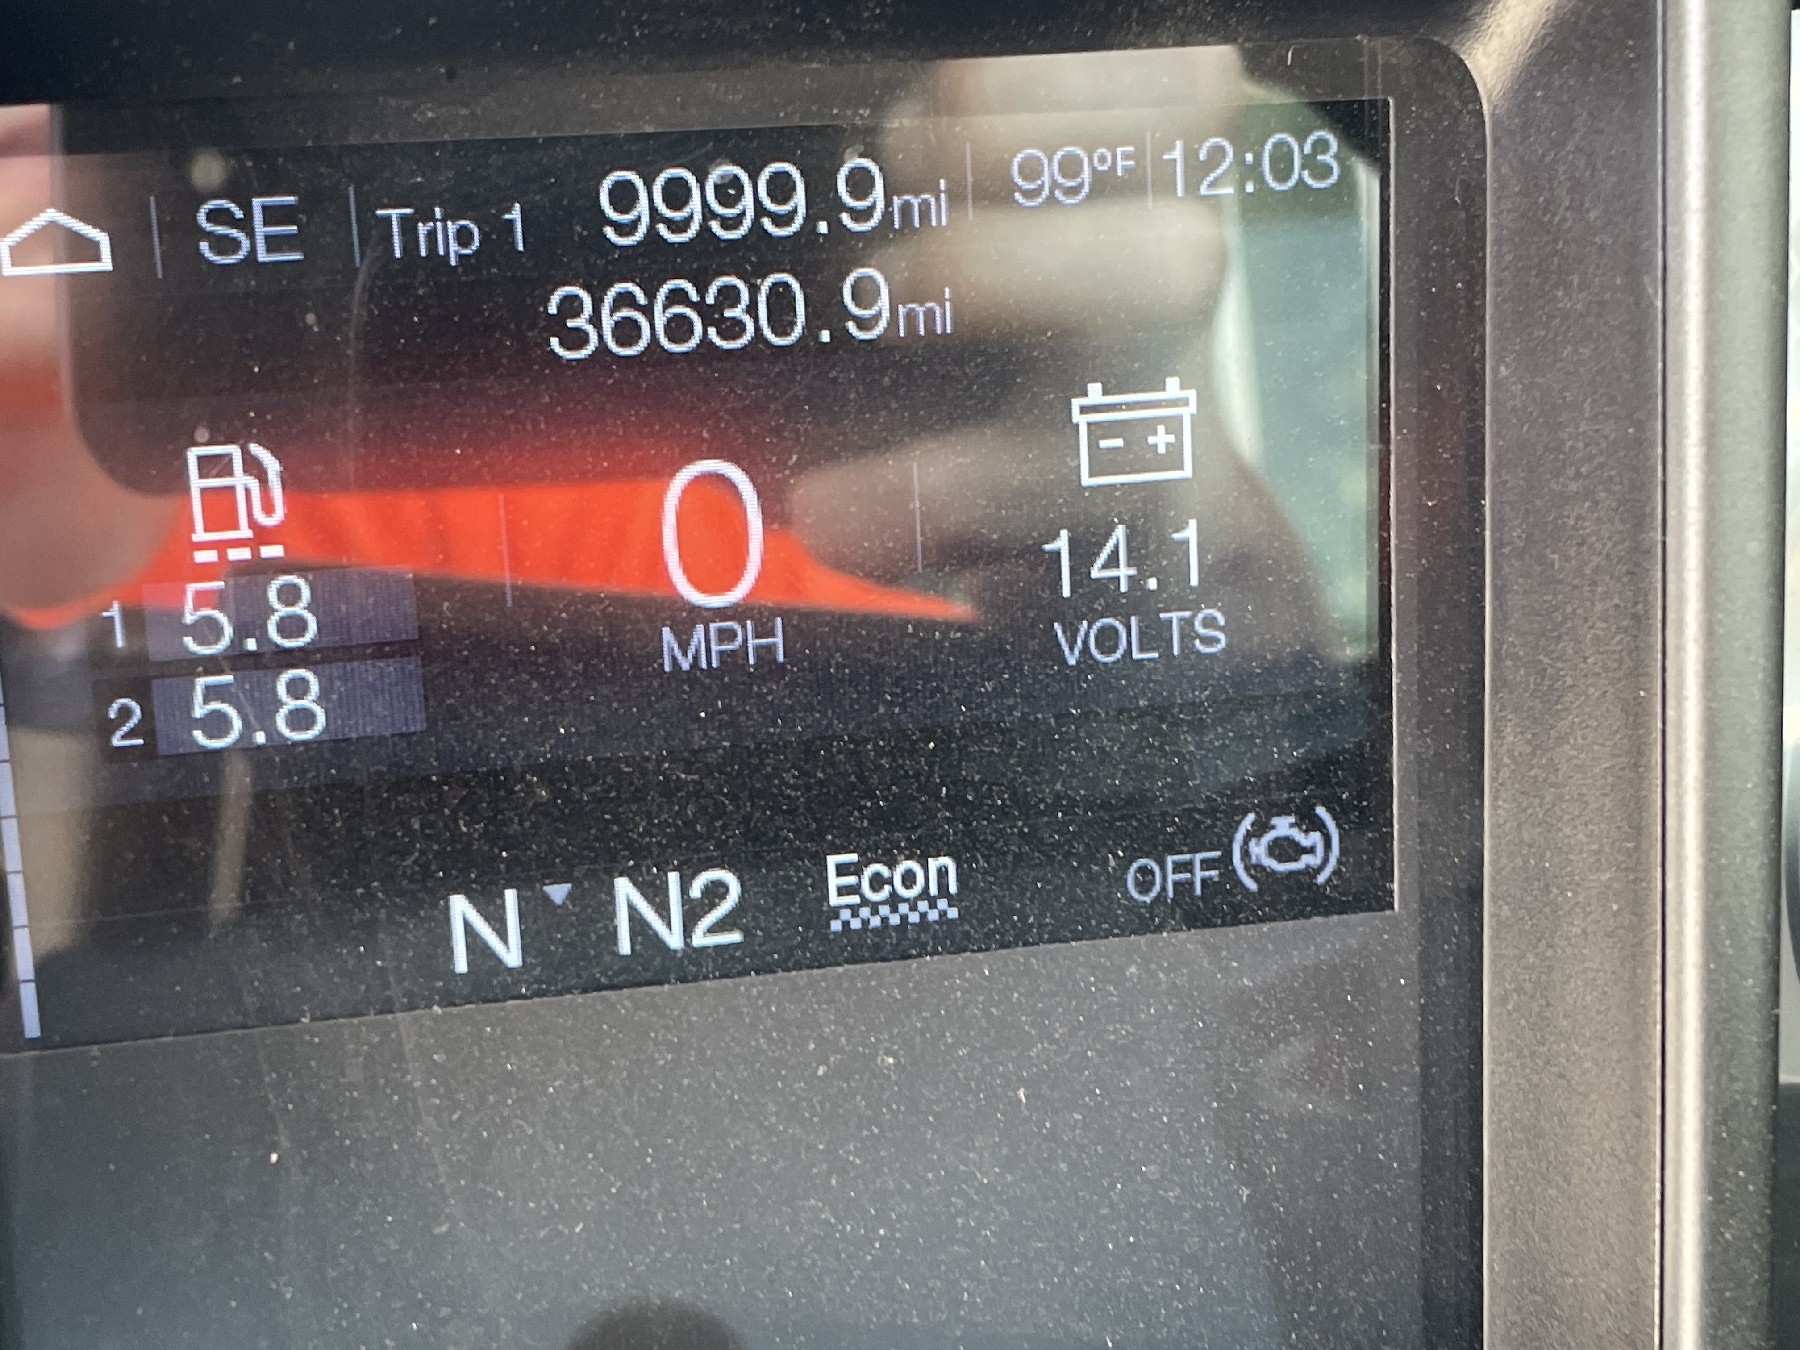 SE Trip 1 9999.9mi 99°F 12:03
36630.9mi
1 5.8
2 5.8
0
MPH
14.1
VOLTS
N N2 Econ OFF